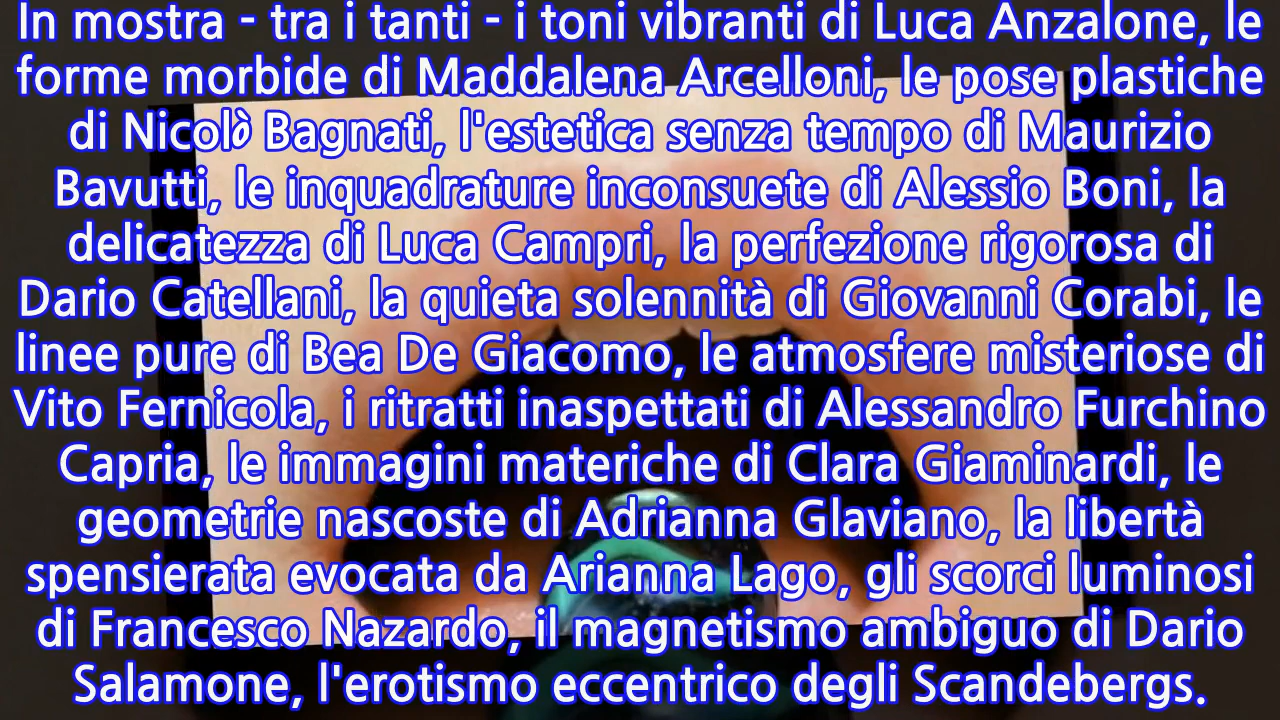 In mostra - tra i tanti - i toni vibranti di Luca Anzalone, le
forme morbide di Maddalena Arcelloni, le pose plastiche
di Nicolò Bagnati, l'estetica senza tempo di Maurizio
Bavutti, le inquadrature inconsuete di Alessio Boni, la
delicatezza di Luca Campri, la perfezione rigorosa di
Dario Catellani, la quieta solennità di Giovanni Corabi, le
linee pure di Bea De Giacomo, le atmosfere misteriose di
Vito Fernicola, i ritratti inaspettati di Alessandro Furchino
Capria, le immagini materiche di Clara Giaminardi, le
geometrie nascoste di Adrianna Glaviano, la libertà
spensierata evocata da Arianna Lago, gli scorci luminosi
di Francesco Nazardo, il magnetismo ambiguo di Dario
Salamone, l'erotismo eccentrico degli Scandebergs.